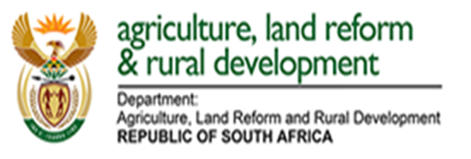 agriculture, land reform
& rural development
Department:
Agriculture, Land Reform and Rural Development
REPUBLIC OF SOUTH AFRICA